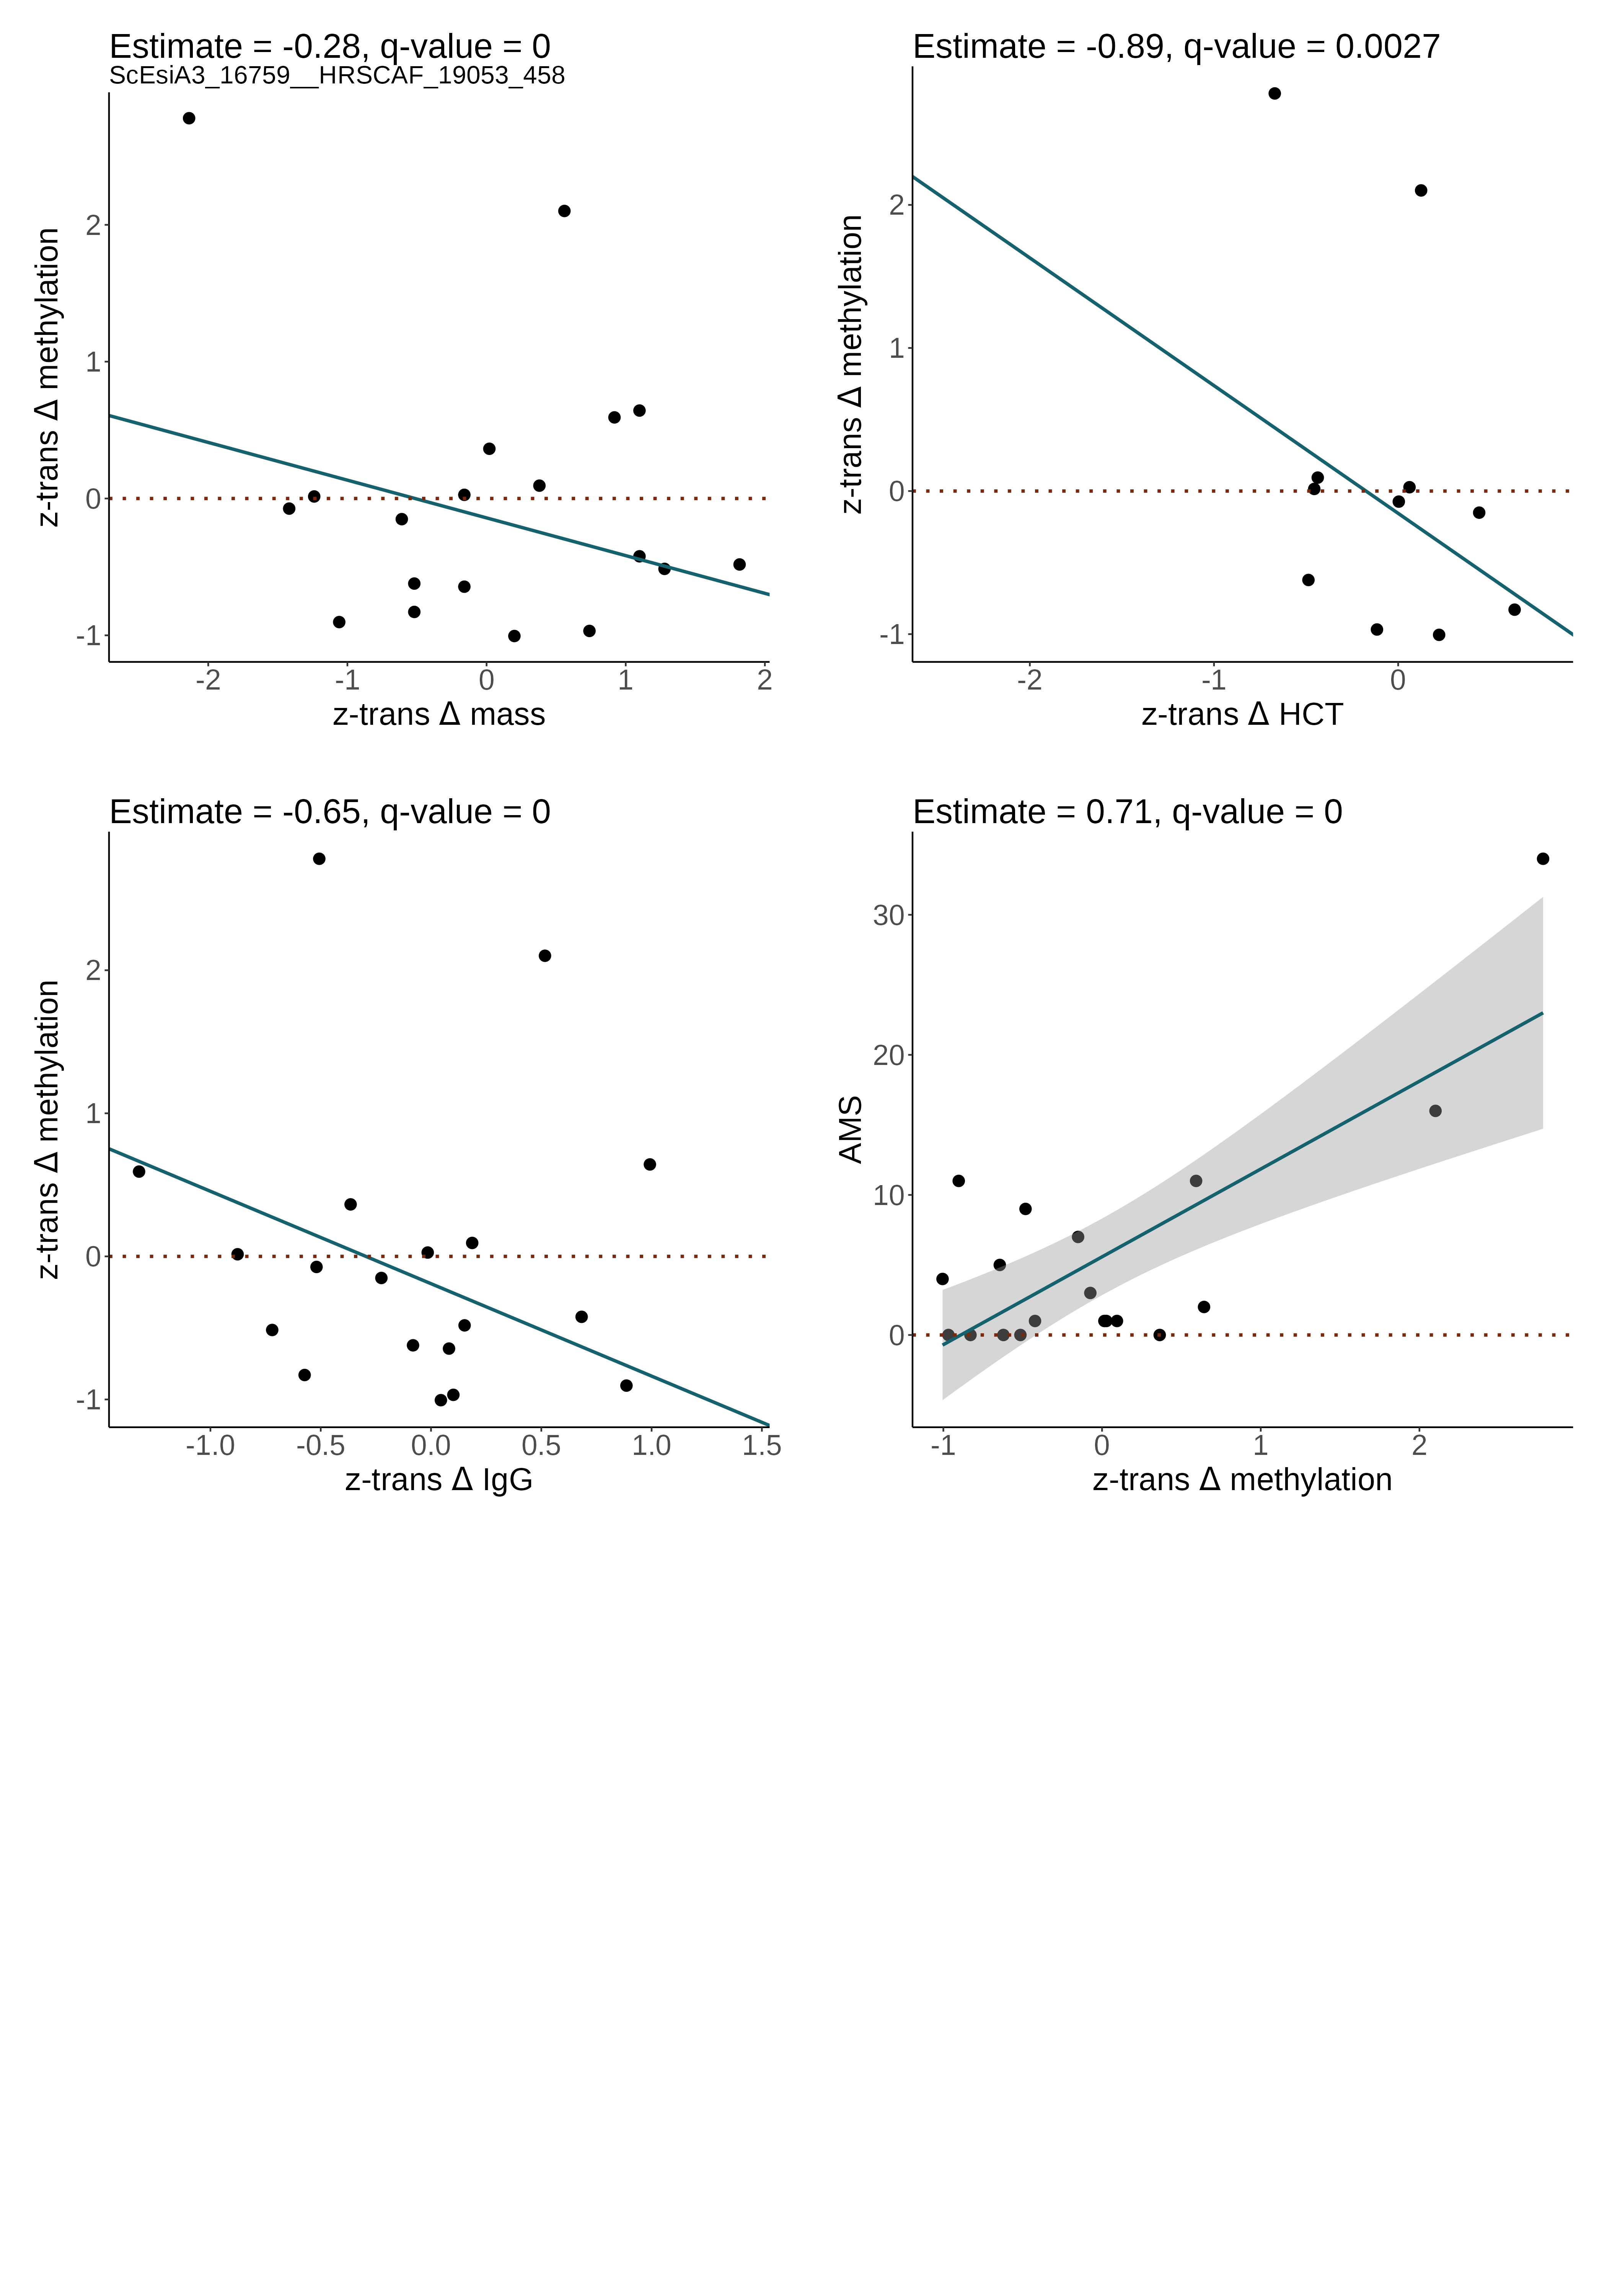 Estimate = -0.28, q-value = 0
ScEsiA3_16759__HRSCAF_19053_458
z-trans Δ methylation
2
1
0
-1
-2
-1
0
1
2
z-trans Δ mass
Estimate = -0.89, q-value = 0.0027
z-trans Δ methylation
2
1
0
-1
-2
-1
0
z-trans Δ HCT
Estimate = -0.65, q-value = 0
z-trans Δ methylation
2
1
0
-1
-1.0
-0.5
0.0
0.5
1.0
1.5
z-trans Δ IgG
Estimate = 0.71, q-value = 0
AMS
30
20
10
0
-1
0
1
2
z-trans Δ methylation